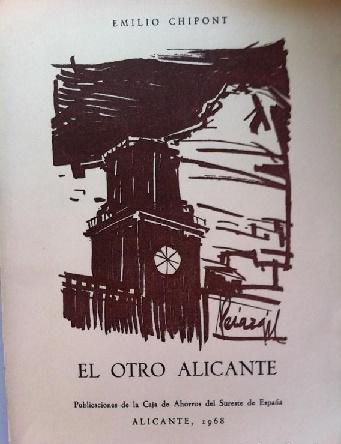 EMILIO CHIPONT
EL OTRO ALICANTE
Publicaciones de la Caja de Ahorros del Sureste de España
ALICANTE, 1968